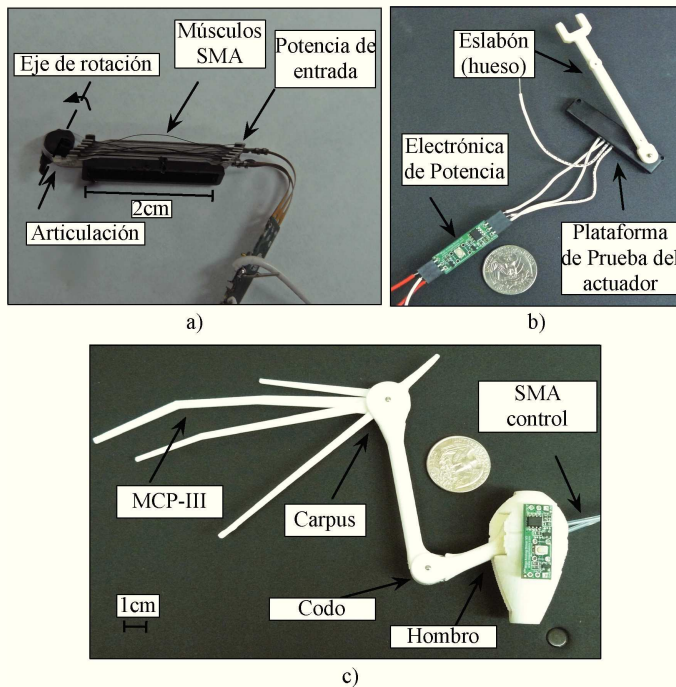 Músculos
SMA
Potencia de
entrada
Eje de rotación
2cm
Articulación
a)
Eslabón
(hueso)
Electrónica
de Potencia
Plataforma
de Prueba del
actuador
b)
SMA
control
MCP-III
Carpus
1cm
Codo
Hombro
c)